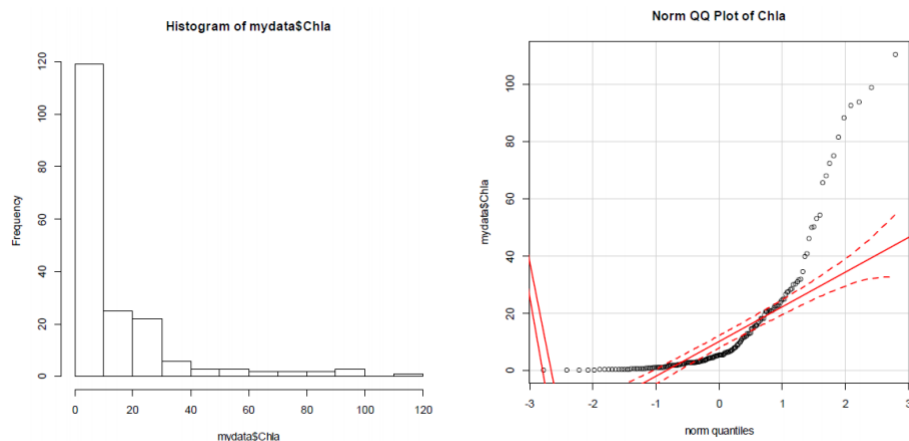 Histogram of mydata$Chla
Frequency
120
100
80
60
40
20
0
0 20 40 60 80 100 120
mydata$Chla
Norm QQ Plot of Chla
mydata$Chla
100
80
60
40
20
0
-3 -2 -1 0 1 2 3
norm quantiles